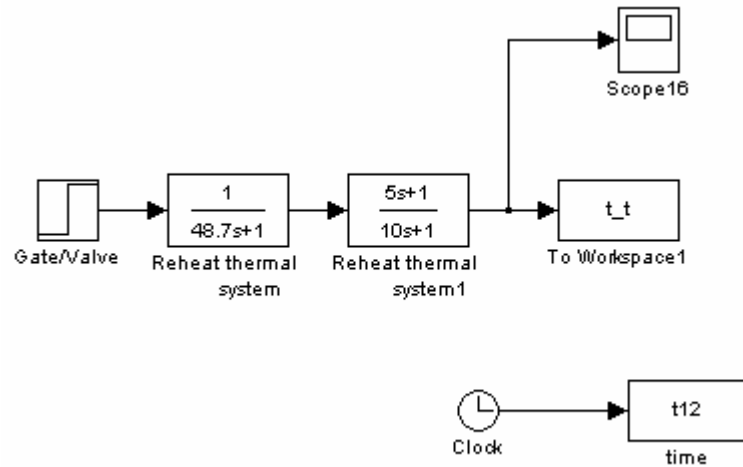 Scope16
1
48.7s+1
5s+1
10s+1
t_t
Gate/Valve
Reheat thermal
system
Reheat thermal
system1
To Workspace1
t12
Clock
time